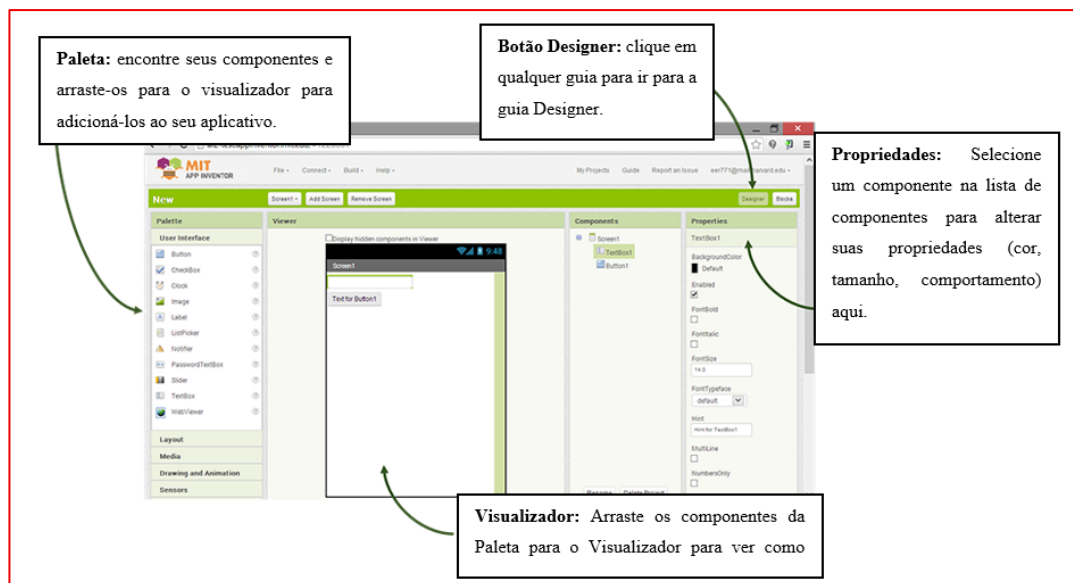 Paleta: encontre seus componentes e
arraste-os para o visualizador para
adicioná-los ao seu aplicativo.
Botão Designer: clique em
qualquer guia para ir para a
guia Designer.
Propriedades: Selecione
um componente na lista de
componentes para alterar
suas propriedades (cor,
tamanho, comportamento)
aqui.
MIT
APP INVENTOR
File Connect Build Help
My Projects Guide Report an Issue
New
Screen1 Add Screen Remove Screen
Designer Blocks
Palette
User Interface
Button
CheckBox
Clock
Image
Label
ListPicker
Notifier
PasswordTextBox
Slider
TextBox
WebViewer
Layout
Media
Drawing and Animation
Sensors
Viewer
Display hidden components in Viewer
9:48
Screen1
Text for Button1
Components
Screen1
TextBox1
Button1
Rename Delete Project
Properties
TextBox1
BackgroundColor
Default
Enabled
FontBold
FontItalic
FontSize
14.0
FontTypeface
default
Hint
Hint for TextBox1
MultiLine
NumbersOnly
Visualizador: Arraste os componentes da
Paleta para o Visualizador para ver como